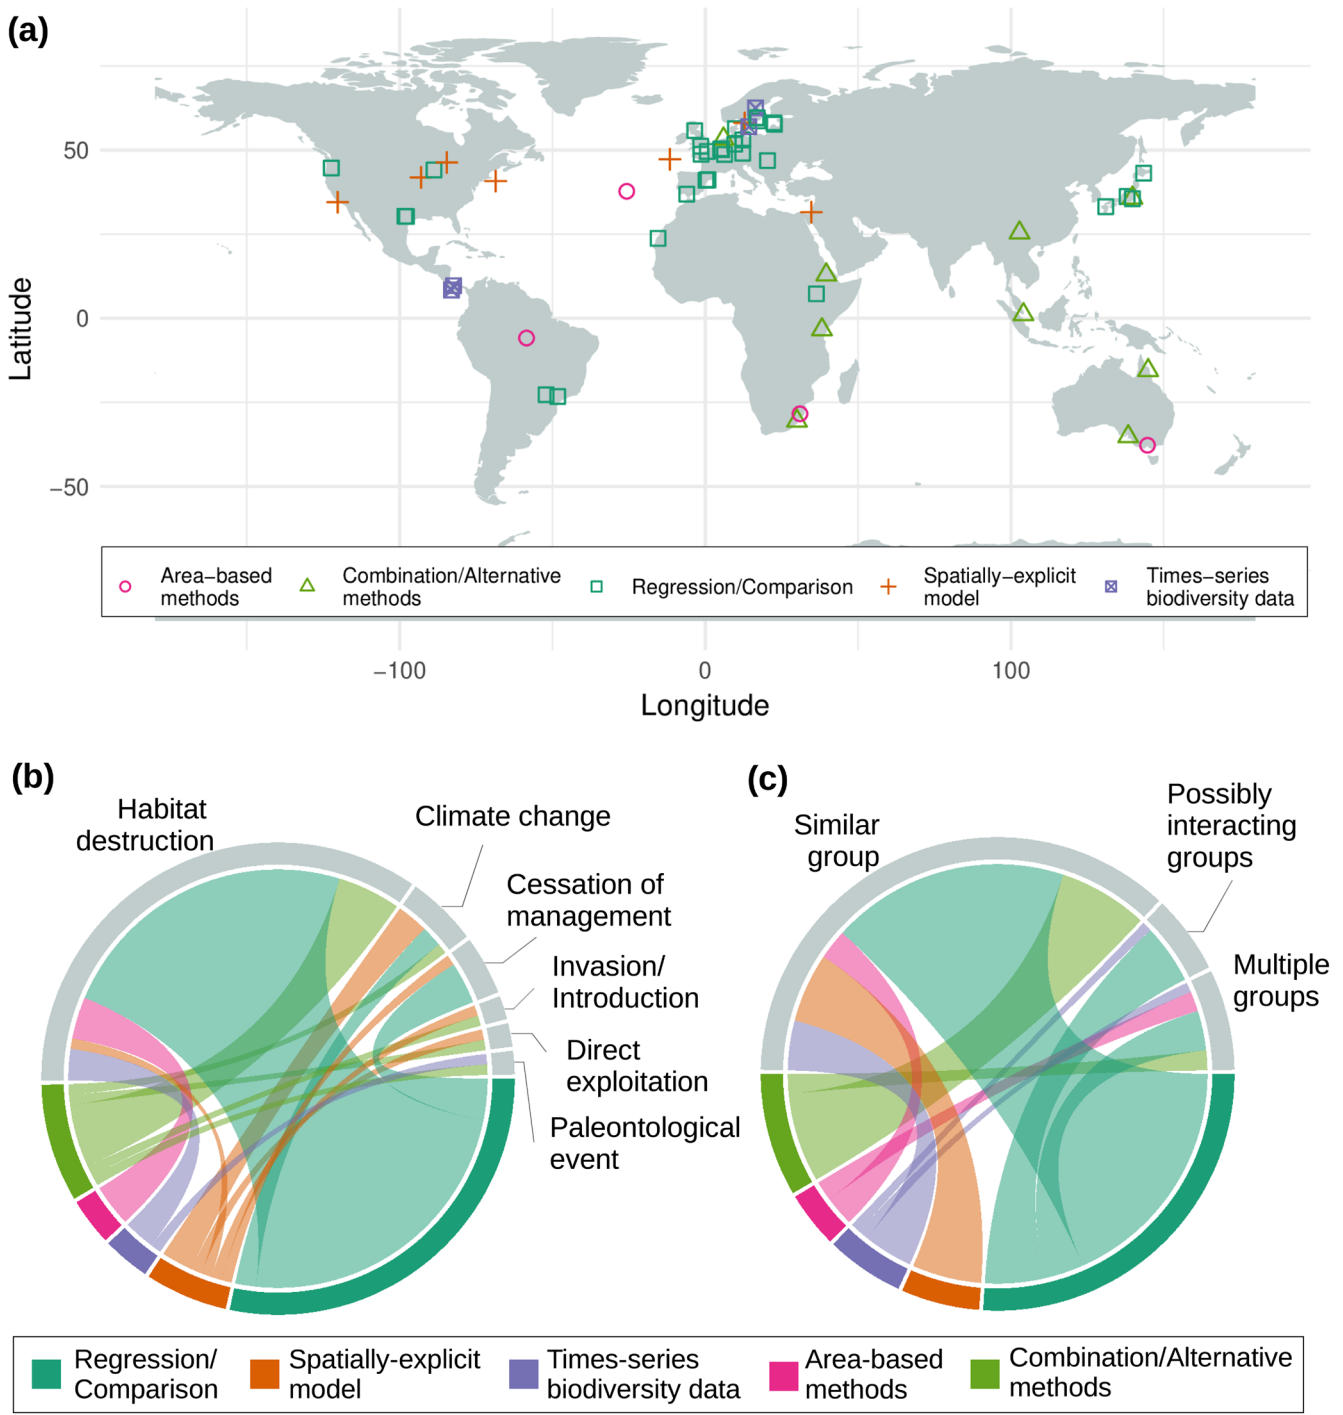 (a)
50
0
−50
Latitude
Area−based
methods
Combination/Alternative
methods
Regression/Comparison
Spatially−explicit
model
Times−series
biodiversity data
−100
0
100
Longitude
(b)
Habitat
destruction
Climate change
Cessation of
management
Invasion/
Introduction
Direct
exploitation
Paleontological
event
(c)
Similar
group
Possibly
interacting
groups
Multiple
groups
Regression/
Comparison
Spatially-explicit
model
Times-series
biodiversity data
Area-based
methods
Combination/Alternative
methods